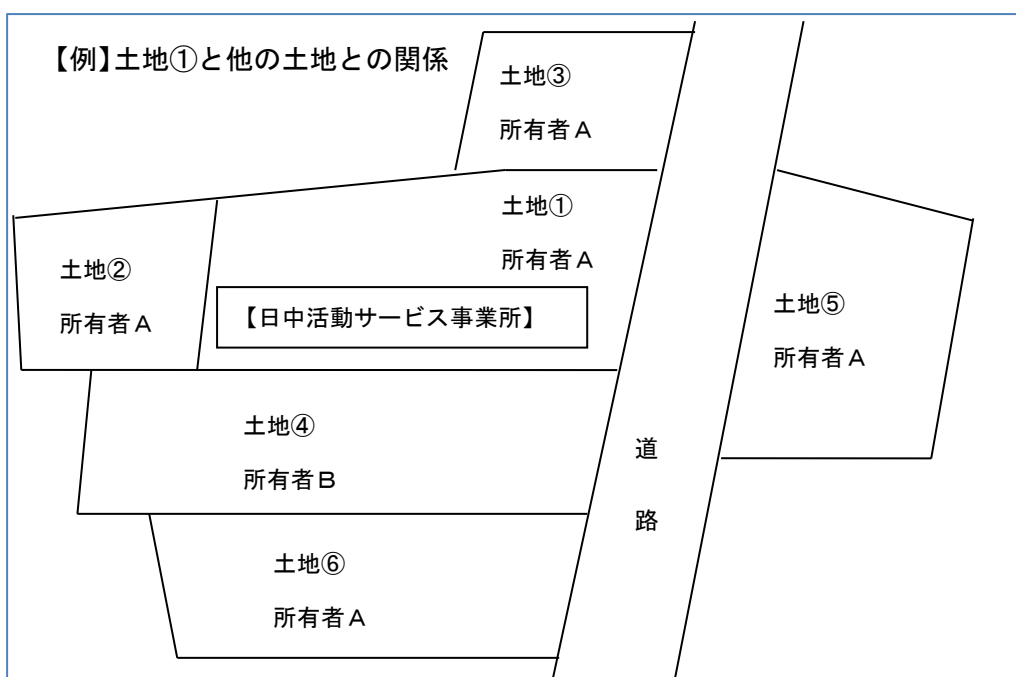 【例】土地①と他の土地との関係
土地③
所有者A
土地①
所有者A
土地②
所有者A
【日中活動サービス事業所】
土地⑤
所有者A
土地④
所有者B
道
路
土地⑥
所有者A